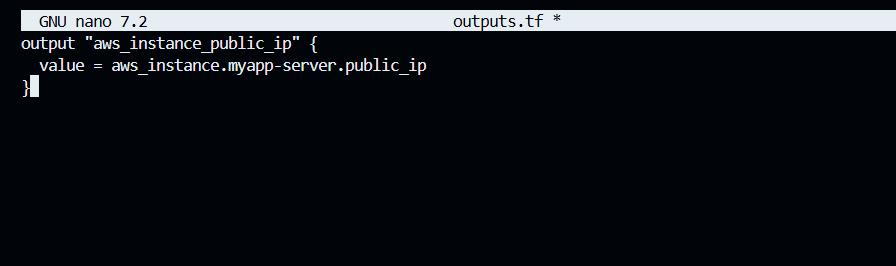 GNU nano 7.2 outputs.tf *
output "aws_instance_public_ip" {
  value = aws_instance.myapp-server.public_ip
}